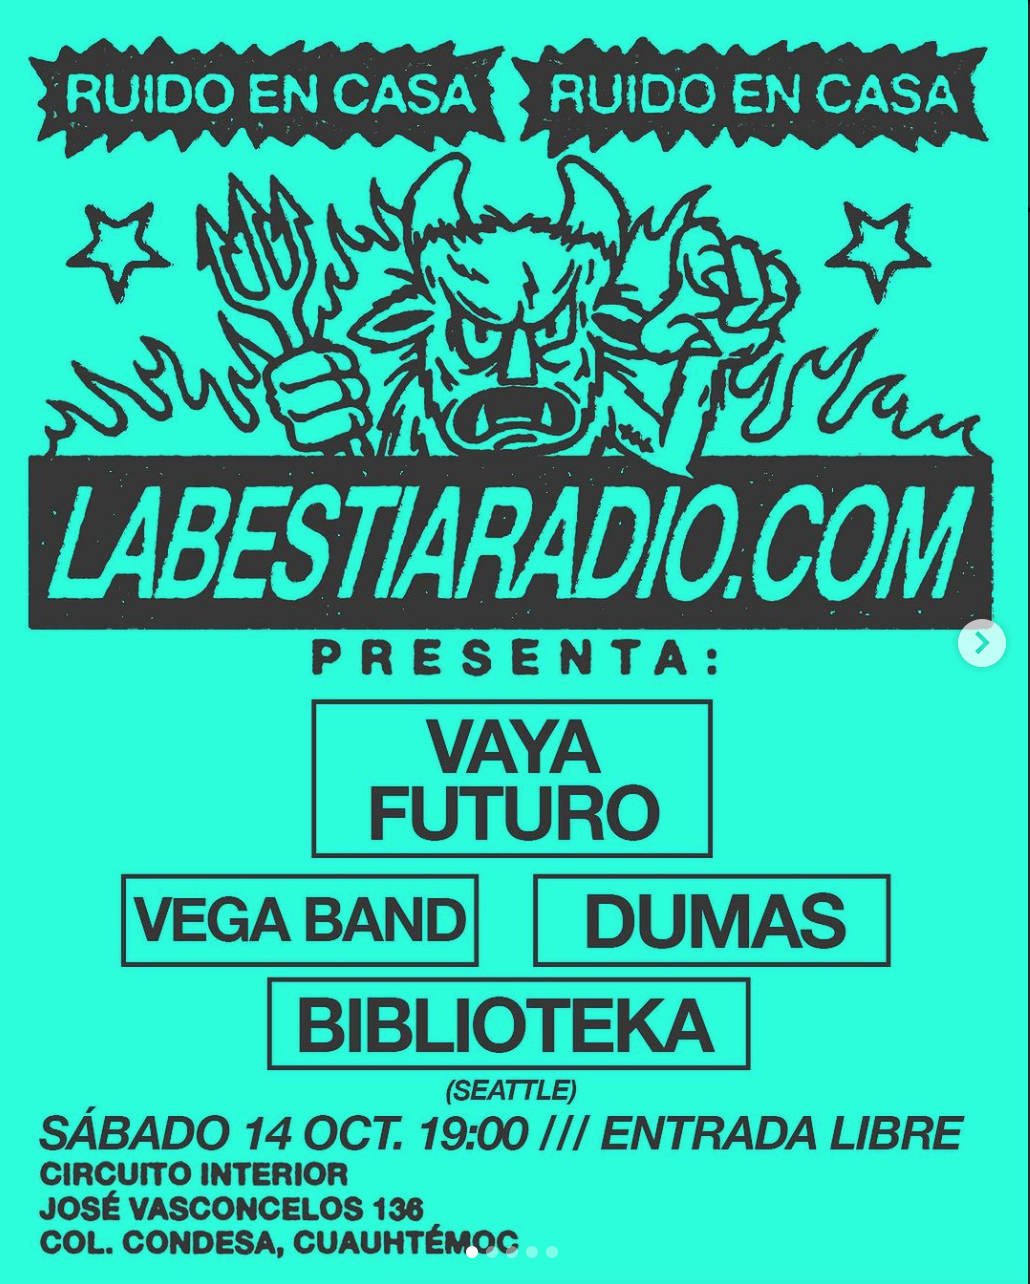 RUIDO EN CASA RUIDO EN CASA
LABESTIARADIO.COM
PRESENTA:
VAYA
FUTURO
VEGA BAND
DUMAS
BIBLIOTEKA
(SEATTLE)
SÁBADO 14 OCT. 19:00 /// ENTRADA LIBRE
CIRCUITO INTERIOR
JOSÉ VASCONCELOS 136
COL. CONDESA, CUAUHTÉMOC